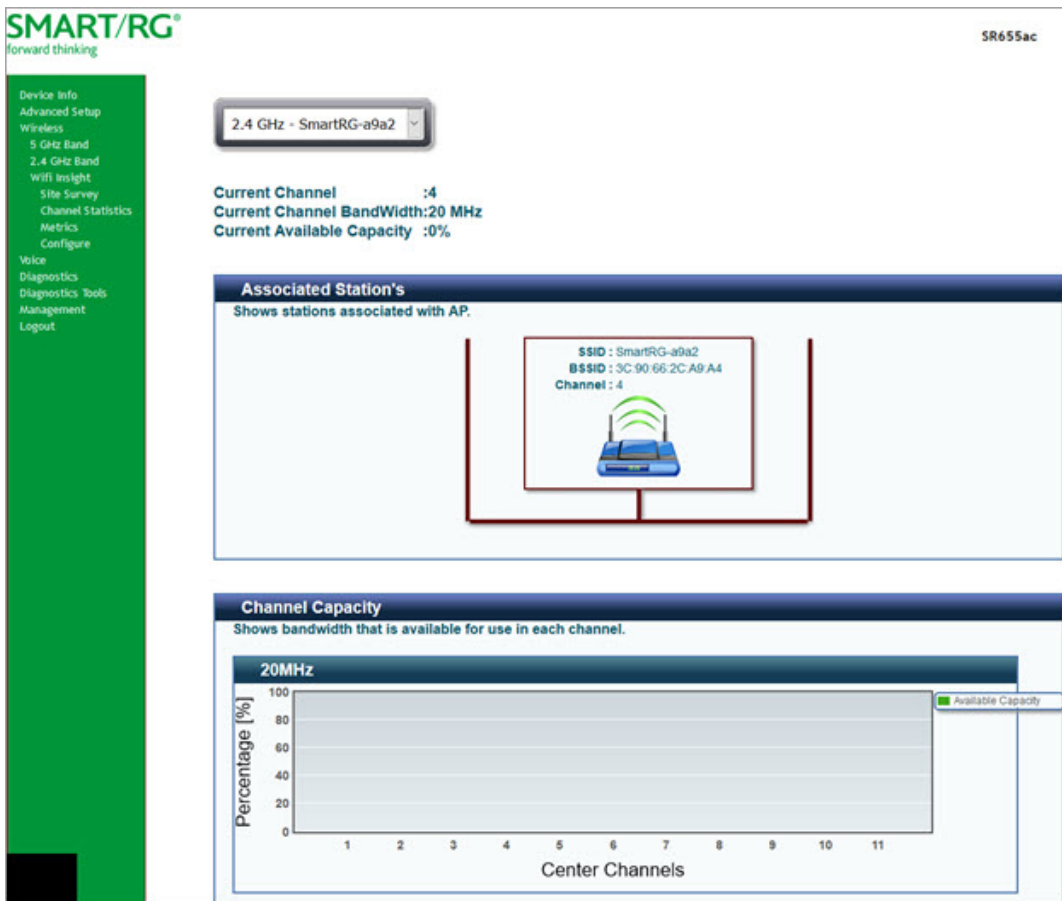 SMART/RG®
forward thinking
SR655ac
Device Info
Advanced Setup
Wireless
5 GHz Band
2.4 GHz Band
Wifi Insight
Site Survey
Channel Statistics
Metrics
Configure
Voice
Diagnostics
Diagnostics Tools
Management
Logout
2.4 GHz - SmartRG-a9a2
Current Channel :4
Current Channel BandWidth:20 MHz
Current Available Capacity :0%
Associated Station's
Shows stations associated with AP.
SSID : SmartRG-a9a2
BSSID : 3C:90:66:2C:A9:A4
Channel : 4
Channel Capacity
Shows bandwidth that is available for use in each channel.
20MHz
Percentage [%]
100
80
60
40
20
0
Available Capacity
1 2 3 4 5 6 7 8 9 10 11
Center Channels